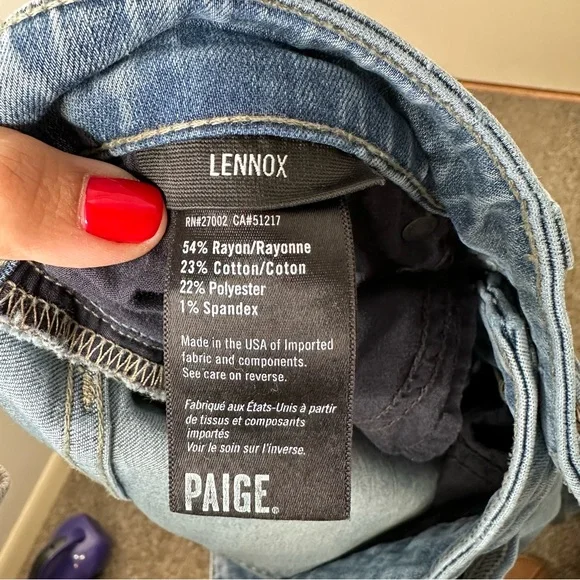 LENNOX
RN#27002 CA#51217
54% Rayon/Rayonne
23% Cotton/Coton
22% Polyester
1% Spandex
Made in the USA of Imported
fabric and components.
See care on reverse.
Fabriqué aux États-Unis à partir
de tissus et composants
importés
Voir le soin sur l'inverse.
PAIGE®